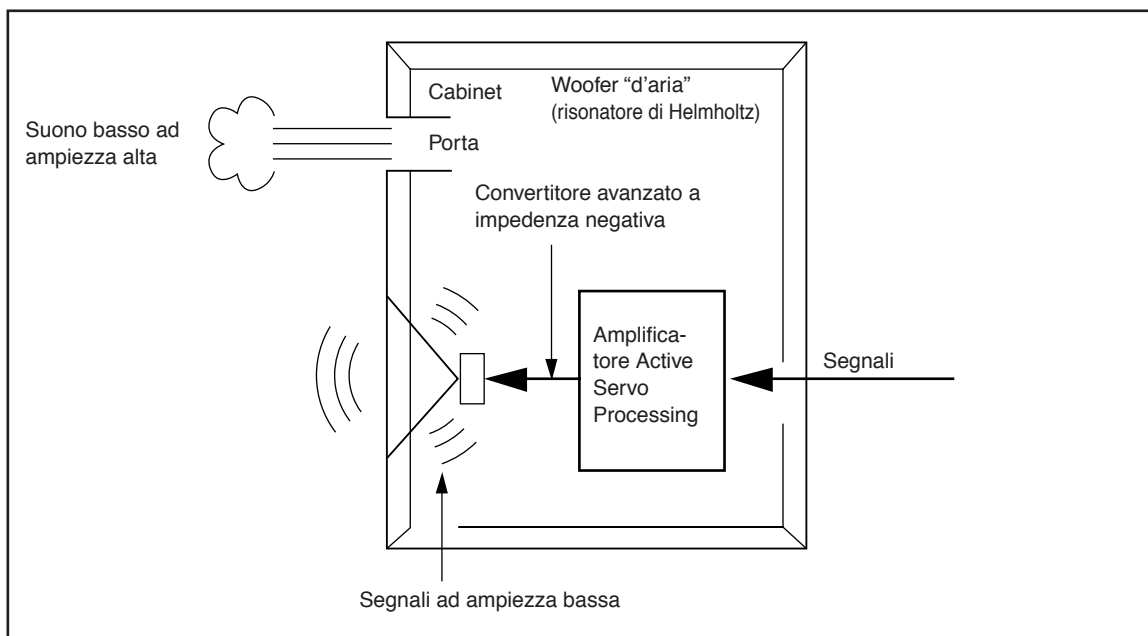 Cabinet
Woofer “d’aria”
(risonatore di Helmholtz)
Suono basso ad
ampiezza alta
Porta
Convertitore avanzato a
impedenza negativa
Amplifica-
tore Active
Servo
Processing
Segnali
Segnali ad ampiezza bassa